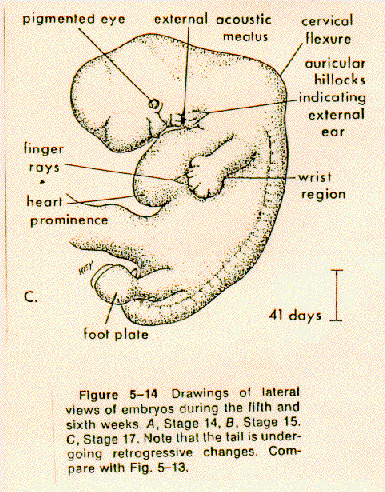 pigmented eye
external acoustic
meatus
cervical
flexure
auricular
hillocks
indicating
external
ear
finger
rays
wrist
region
heart
prominence
C.
foot plate
41 days
Figure 5–14 Drawings of lateral
views of embryos during the fifth and
sixth weeks. A, Stage 14, B, Stage 15.
C, Stage 17. Note that the tail is under-
going retrogressive changes. Com-
pare with Fig. 5–13.